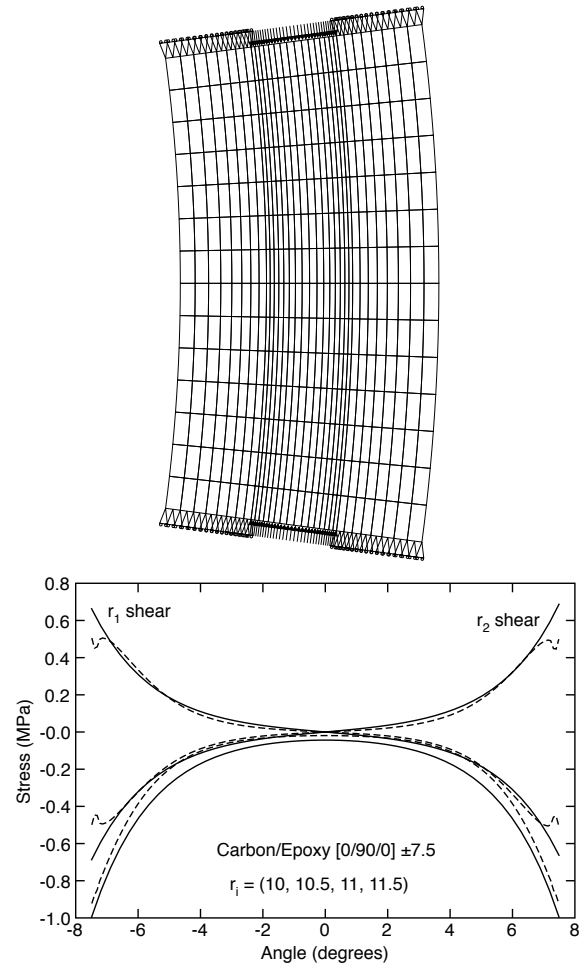 0.8
0.6
0.4
0.2
-0.0
-0.2
-0.4
-0.6
-0.8
-1.0
Stress (MPa)
r1 shear
r2 shear
Carbon/Epoxy [0/90/0] ±7.5
ri = (10, 10.5, 11, 11.5)
-8 -6 -4 -2 0 2 4 6 8
Angle (degrees)